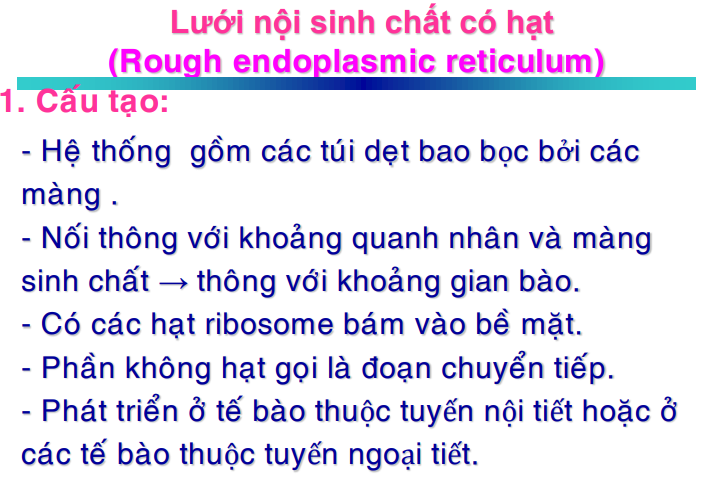 Lưới nội sinh chất có hạt
(Rough endoplasmic reticulum)
1. Cấu tạo:
- Hệ thống gồm các túi dẹt bao bọc bởi các
màng .
- Nối thông với khoảng quanh nhân và màng
sinh chất → thông với khoảng gian bào.
- Có các hạt ribosome bám vào bề mặt.
- Phần không hạt gọi là đoạn chuyển tiếp.
- Phát triển ở tế bào thuộc tuyến nội tiết hoặc ở
các tế bào thuộc tuyến ngoại tiết.